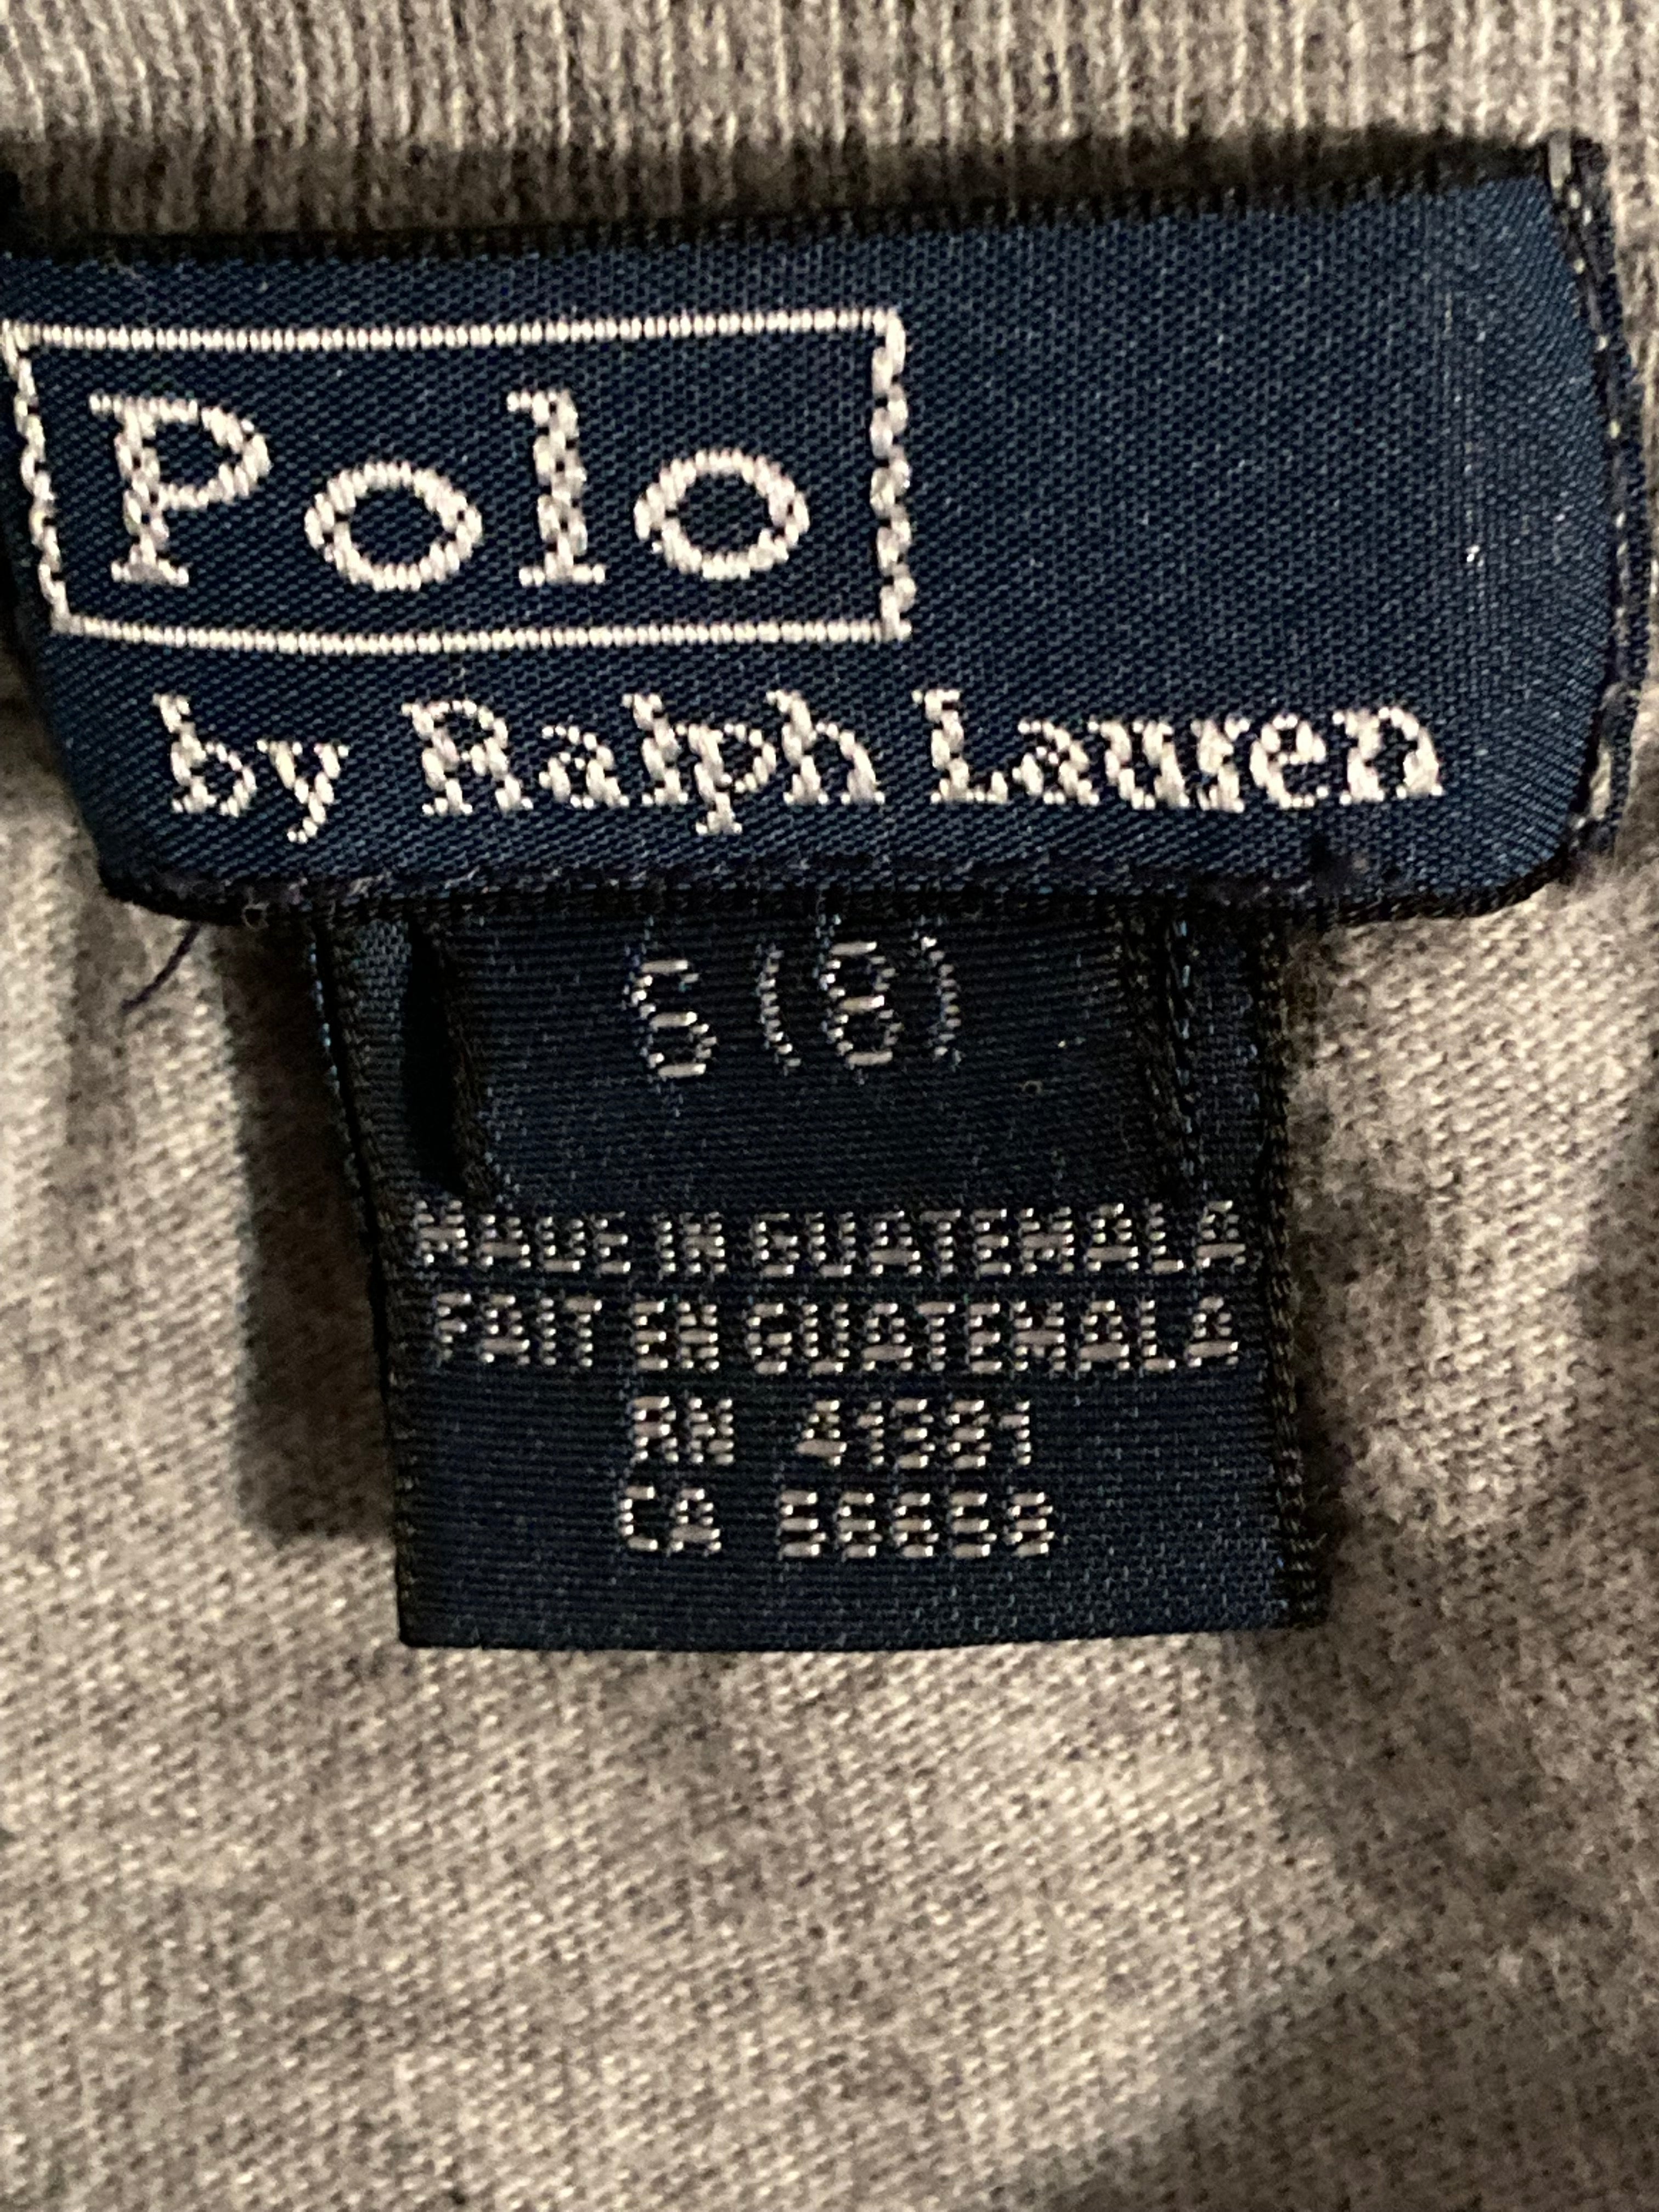 Polo
by Ralph Lauren
S (8)
MADE IN GUATEMALA
FAIT EN GUATEMALA
RN 41381
CA 56658